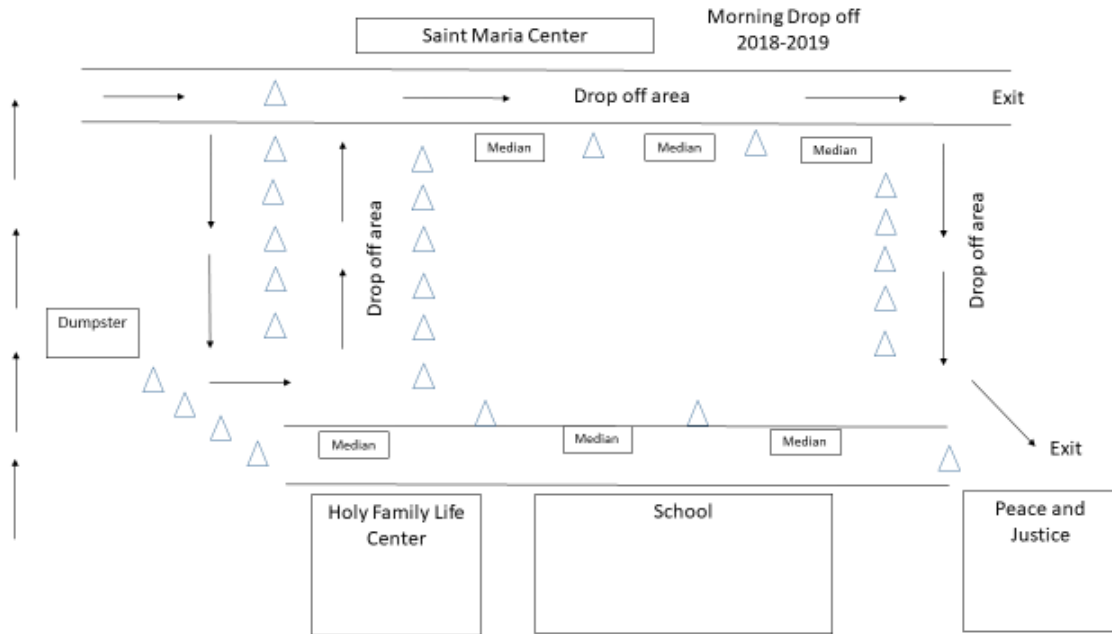 Saint Maria Center
Morning Drop off
2018-2019
Drop off area
Exit
Median
Median
Median
Drop off area
Drop off area
Dumpster
Median
Median
Median
Exit
Holy Family Life
Center
School
Peace and
Justice